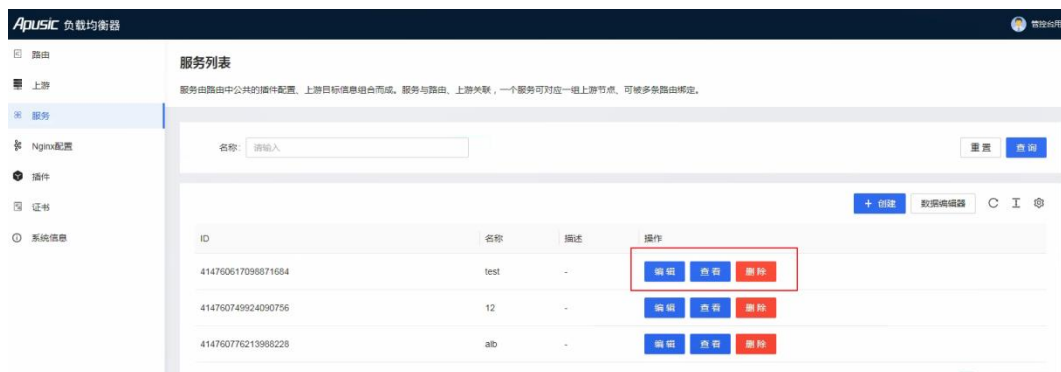 Apusic 负载均衡器
管控台用
路由
上游
服务
Nginx配置
插件
证书
系统信息
服务列表
服务由路由中公共的插件配置、上游目标信息组合而成。服务与路由、上游关联，一个服务可对应一组上游节点、可被多条路由绑定。
名称: 请输入 重置 查询
+ 创建 数据编辑器
ID 名称 描述 操作
414760617098871684 test - 编辑 查看 删除
414760749924090756 12 - 编辑 查看 删除
414760776213988228 alb - 编辑 查看 删除